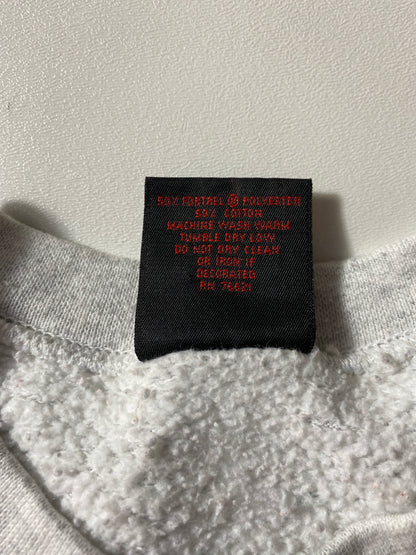 50% FORTREL ® POLYESTER
50% COTTON
MACHINE WASH WARM
TUMBLE DRY LOW
DO NOT DRY CLEAN
OR IRON IF
DECORATED
RN 76621